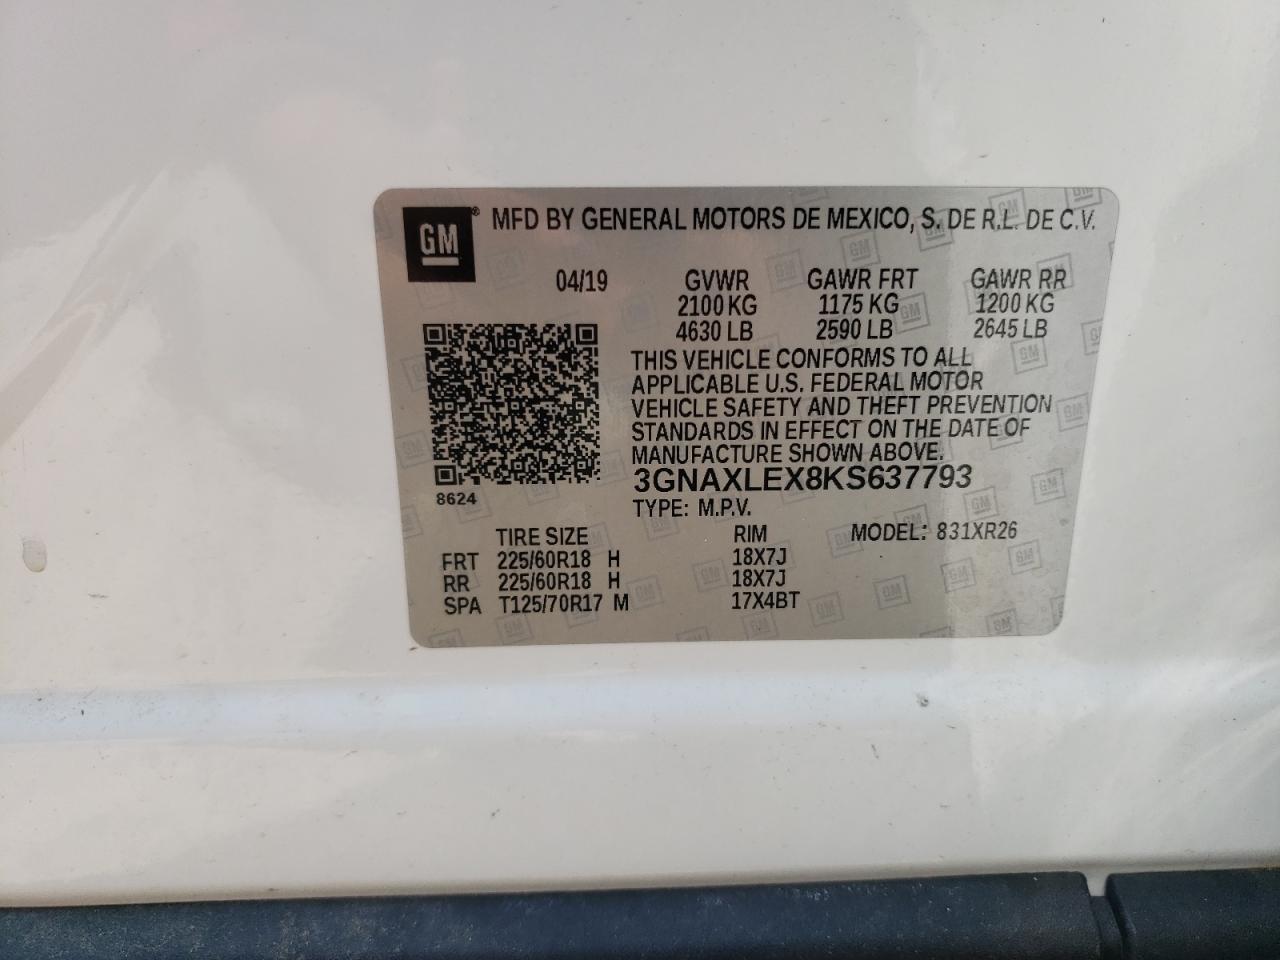 GM® MFD BY GENERAL MOTORS DE MEXICO, S. DE R.L. DE C.V.
04/19 GVWR GAWR FRT GAWR RR
2100 KG 1175 KG 1200 KG
4630 LB 2590 LB 2645 LB
THIS VEHICLE CONFORMS TO ALL
APPLICABLE U.S. FEDERAL MOTOR
VEHICLE SAFETY AND THEFT PREVENTION
STANDARDS IN EFFECT ON THE DATE OF
MANUFACTURE SHOWN ABOVE.
3GNAXLEX8KS637793
8624
TYPE: M.P.V.
TIRE SIZE RIM MODEL: 831XR26
FRT 225/60R18 H 18X7J
RR 225/60R18 H 18X7J
SPA T125/70R17 M 17X4BT